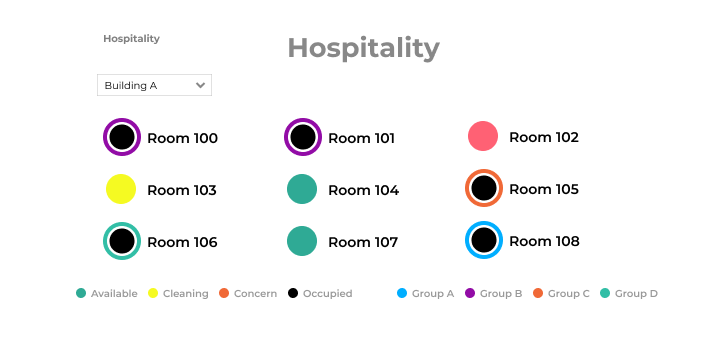 Hospitality
Hospitality
Building A
Room 100
Room 101
Room 102
Room 103
Room 104
Room 105
Room 106
Room 107
Room 108
Available Cleaning Concern Occupied Group A Group B Group C Group D